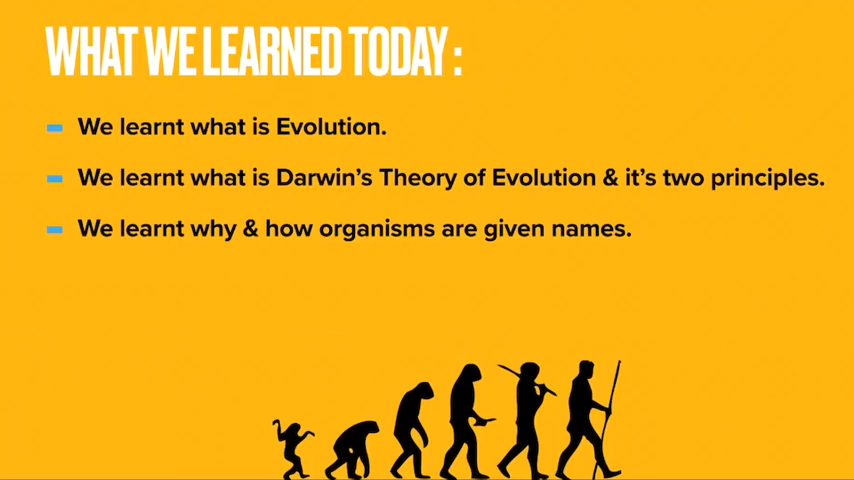 WHAT WE LEARNED TODAY :
We learnt what is Evolution.
We learnt what is Darwin's Theory of Evolution & it's two principles.
We learnt why & how organisms are given names.